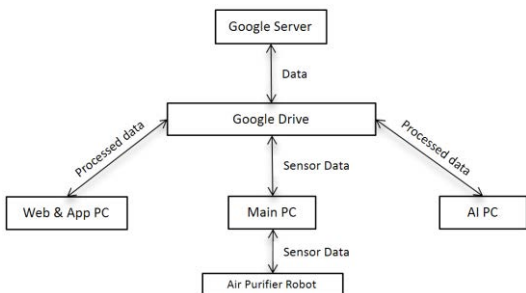 Google Server
Data
Google Drive
Processed data
Sensor Data
Processed data
Web & App PC
Main PC
AI PC
Sensor Data
Air Purifier Robot